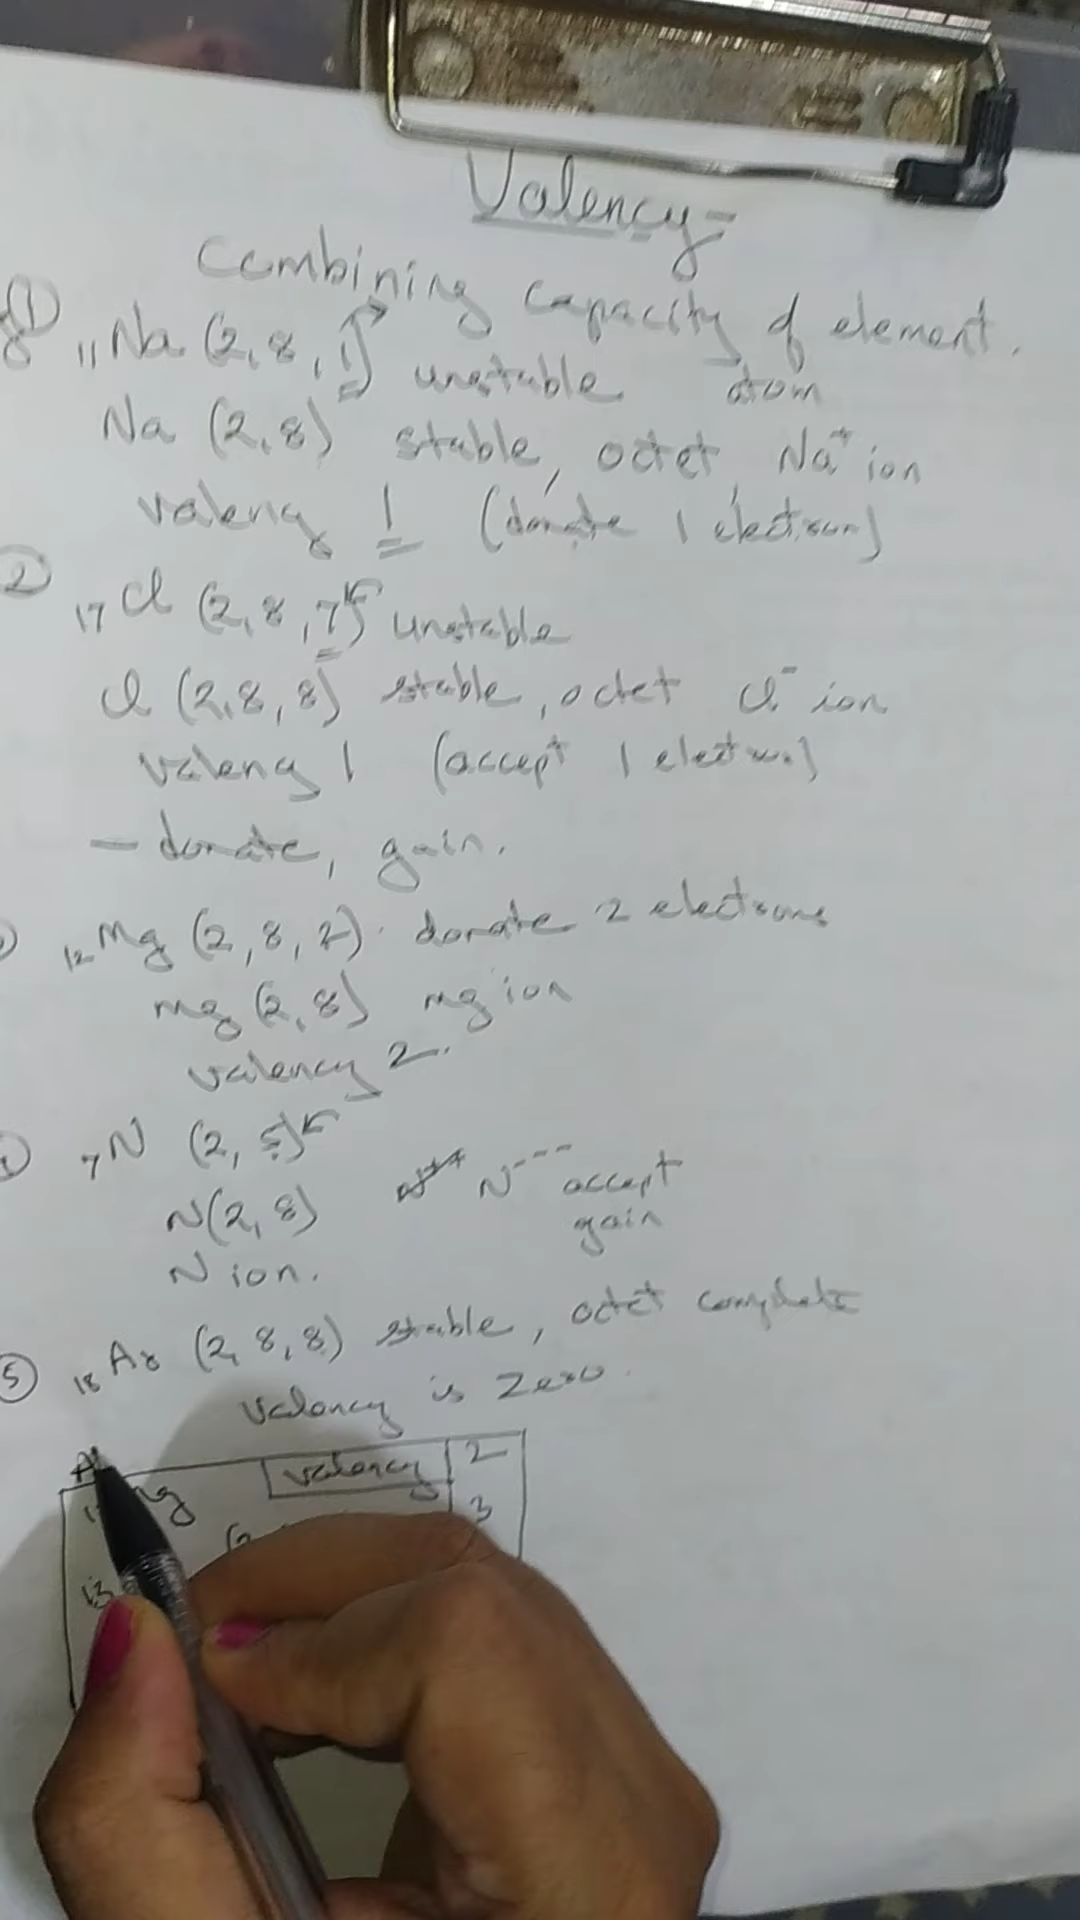 Valency =
Combining capacity of element.
① 11Na (2,8,1) unstable atom
Na (2,8) stable, octet, Na+ ion
valency 1 (donate 1 electron)
② 17Cl (2,8,7) unstable
Cl (2,8,8) stable, octet Cl- ion
valency 1 (accept 1 electron)
— donate, gain.
12Mg (2,8,2). donate 2 electrons
Mg (2,8) mg ion
valency 2.
7N (2,5)
N(2,8) N--- accept
gain
N ion.
⑤ 18Ar (2,8,8) stable, octet complete
valency is zero.
valency 2
mg 3
13